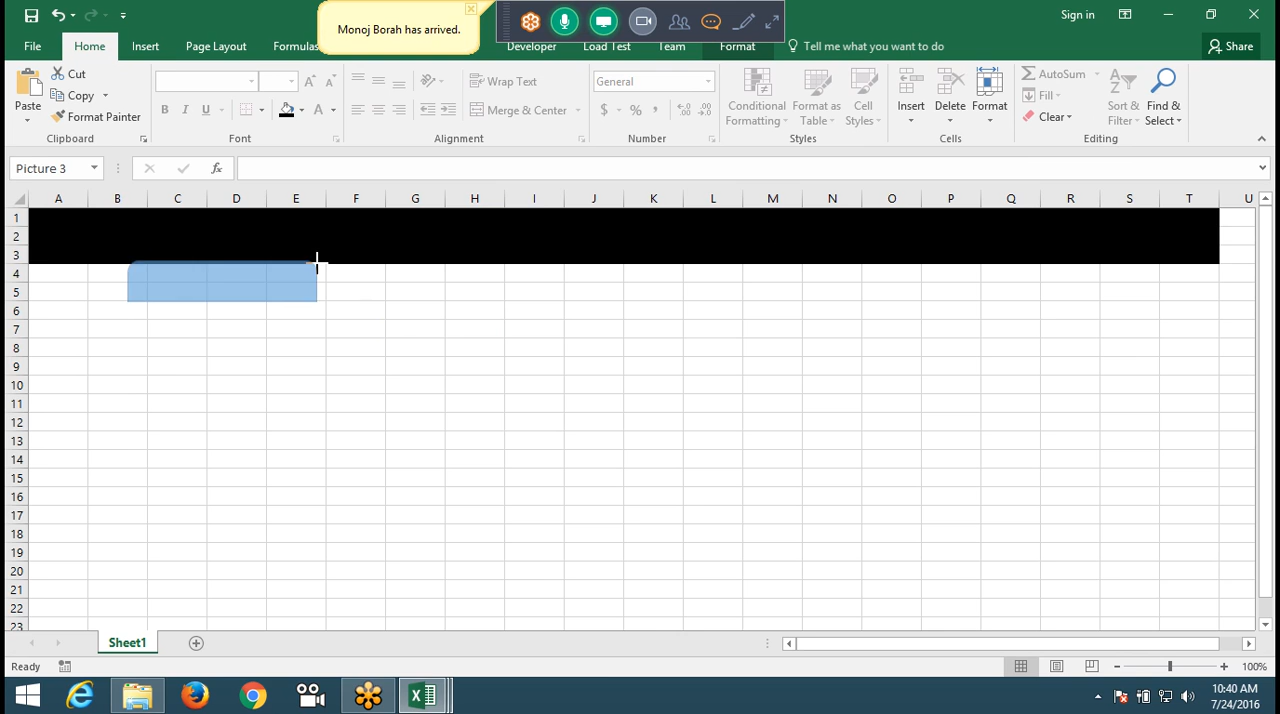 Monoj Borah has arrived.
Sign in
File Home Insert Page Layout Formulas Developer Load Test Team Format Tell me what you want to do Share
Paste
Cut
Copy
Format Painter
Clipboard
B I U A
Font
Wrap Text
Merge & Center
Alignment
General
$ % ,
Number
Conditional Formatting
Format as Table
Cell Styles
Styles
Insert
Delete
Format
Cells
AutoSum
Fill
Clear
Sort & Filter
Find & Select
Editing
Picture 3
fx
A B C D E F G H I J K L M N O P Q R S T U
1
2
3
4
5
6
7
8
9
10
11
12
13
14
15
16
17
18
19
20
21
22
23
Sheet1
Ready
100%
10:40 AM
7/24/2016